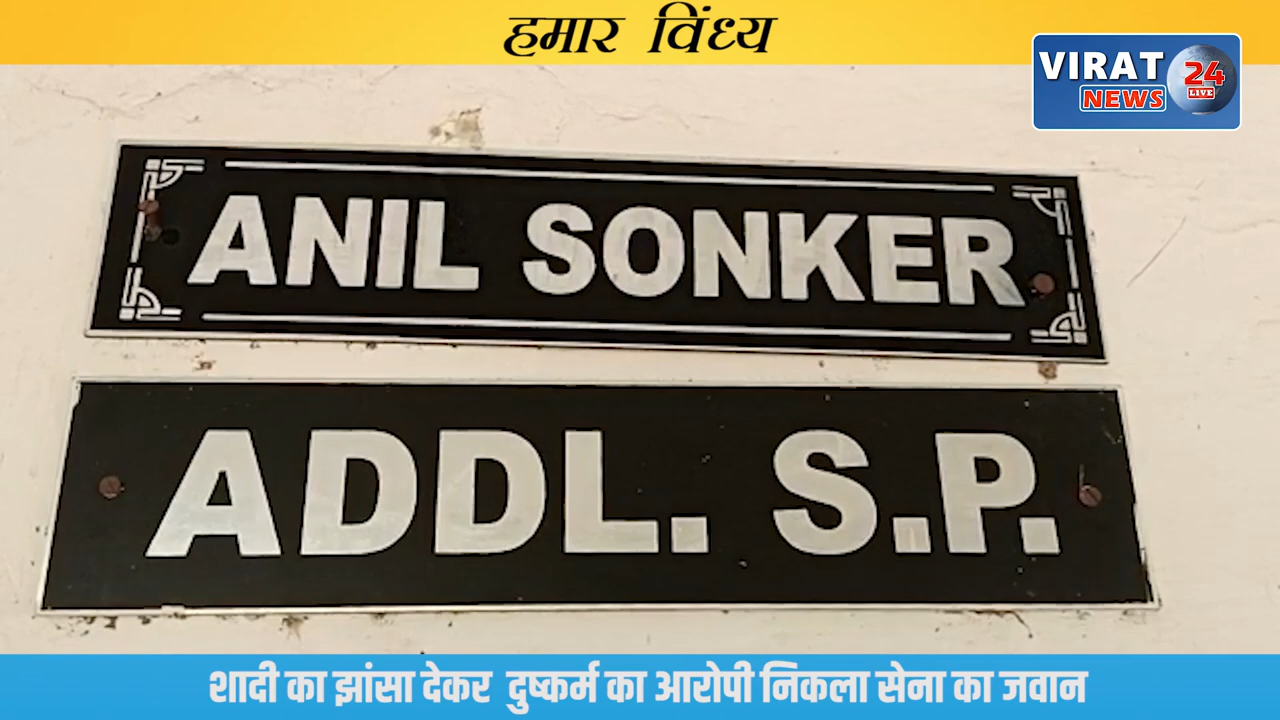 हमार विंध्य
VIRAT
NEWS
24
LIVE
ANIL SONKER
ADDL. S.P.
शादी का झांसा देकर दुष्कर्म का आरोपी निकला सेना का जवान